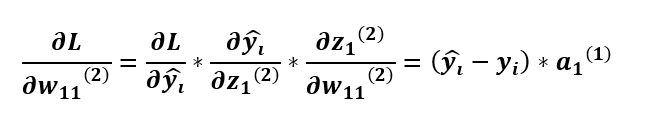 ∂L/∂w₁₁⁽²⁾ = ∂L/∂ŷᵢ * ∂ŷᵢ/∂z₁⁽²⁾ * ∂z₁⁽²⁾/∂w₁₁⁽²⁾ = (ŷᵢ − yᵢ) * a₁⁽¹⁾